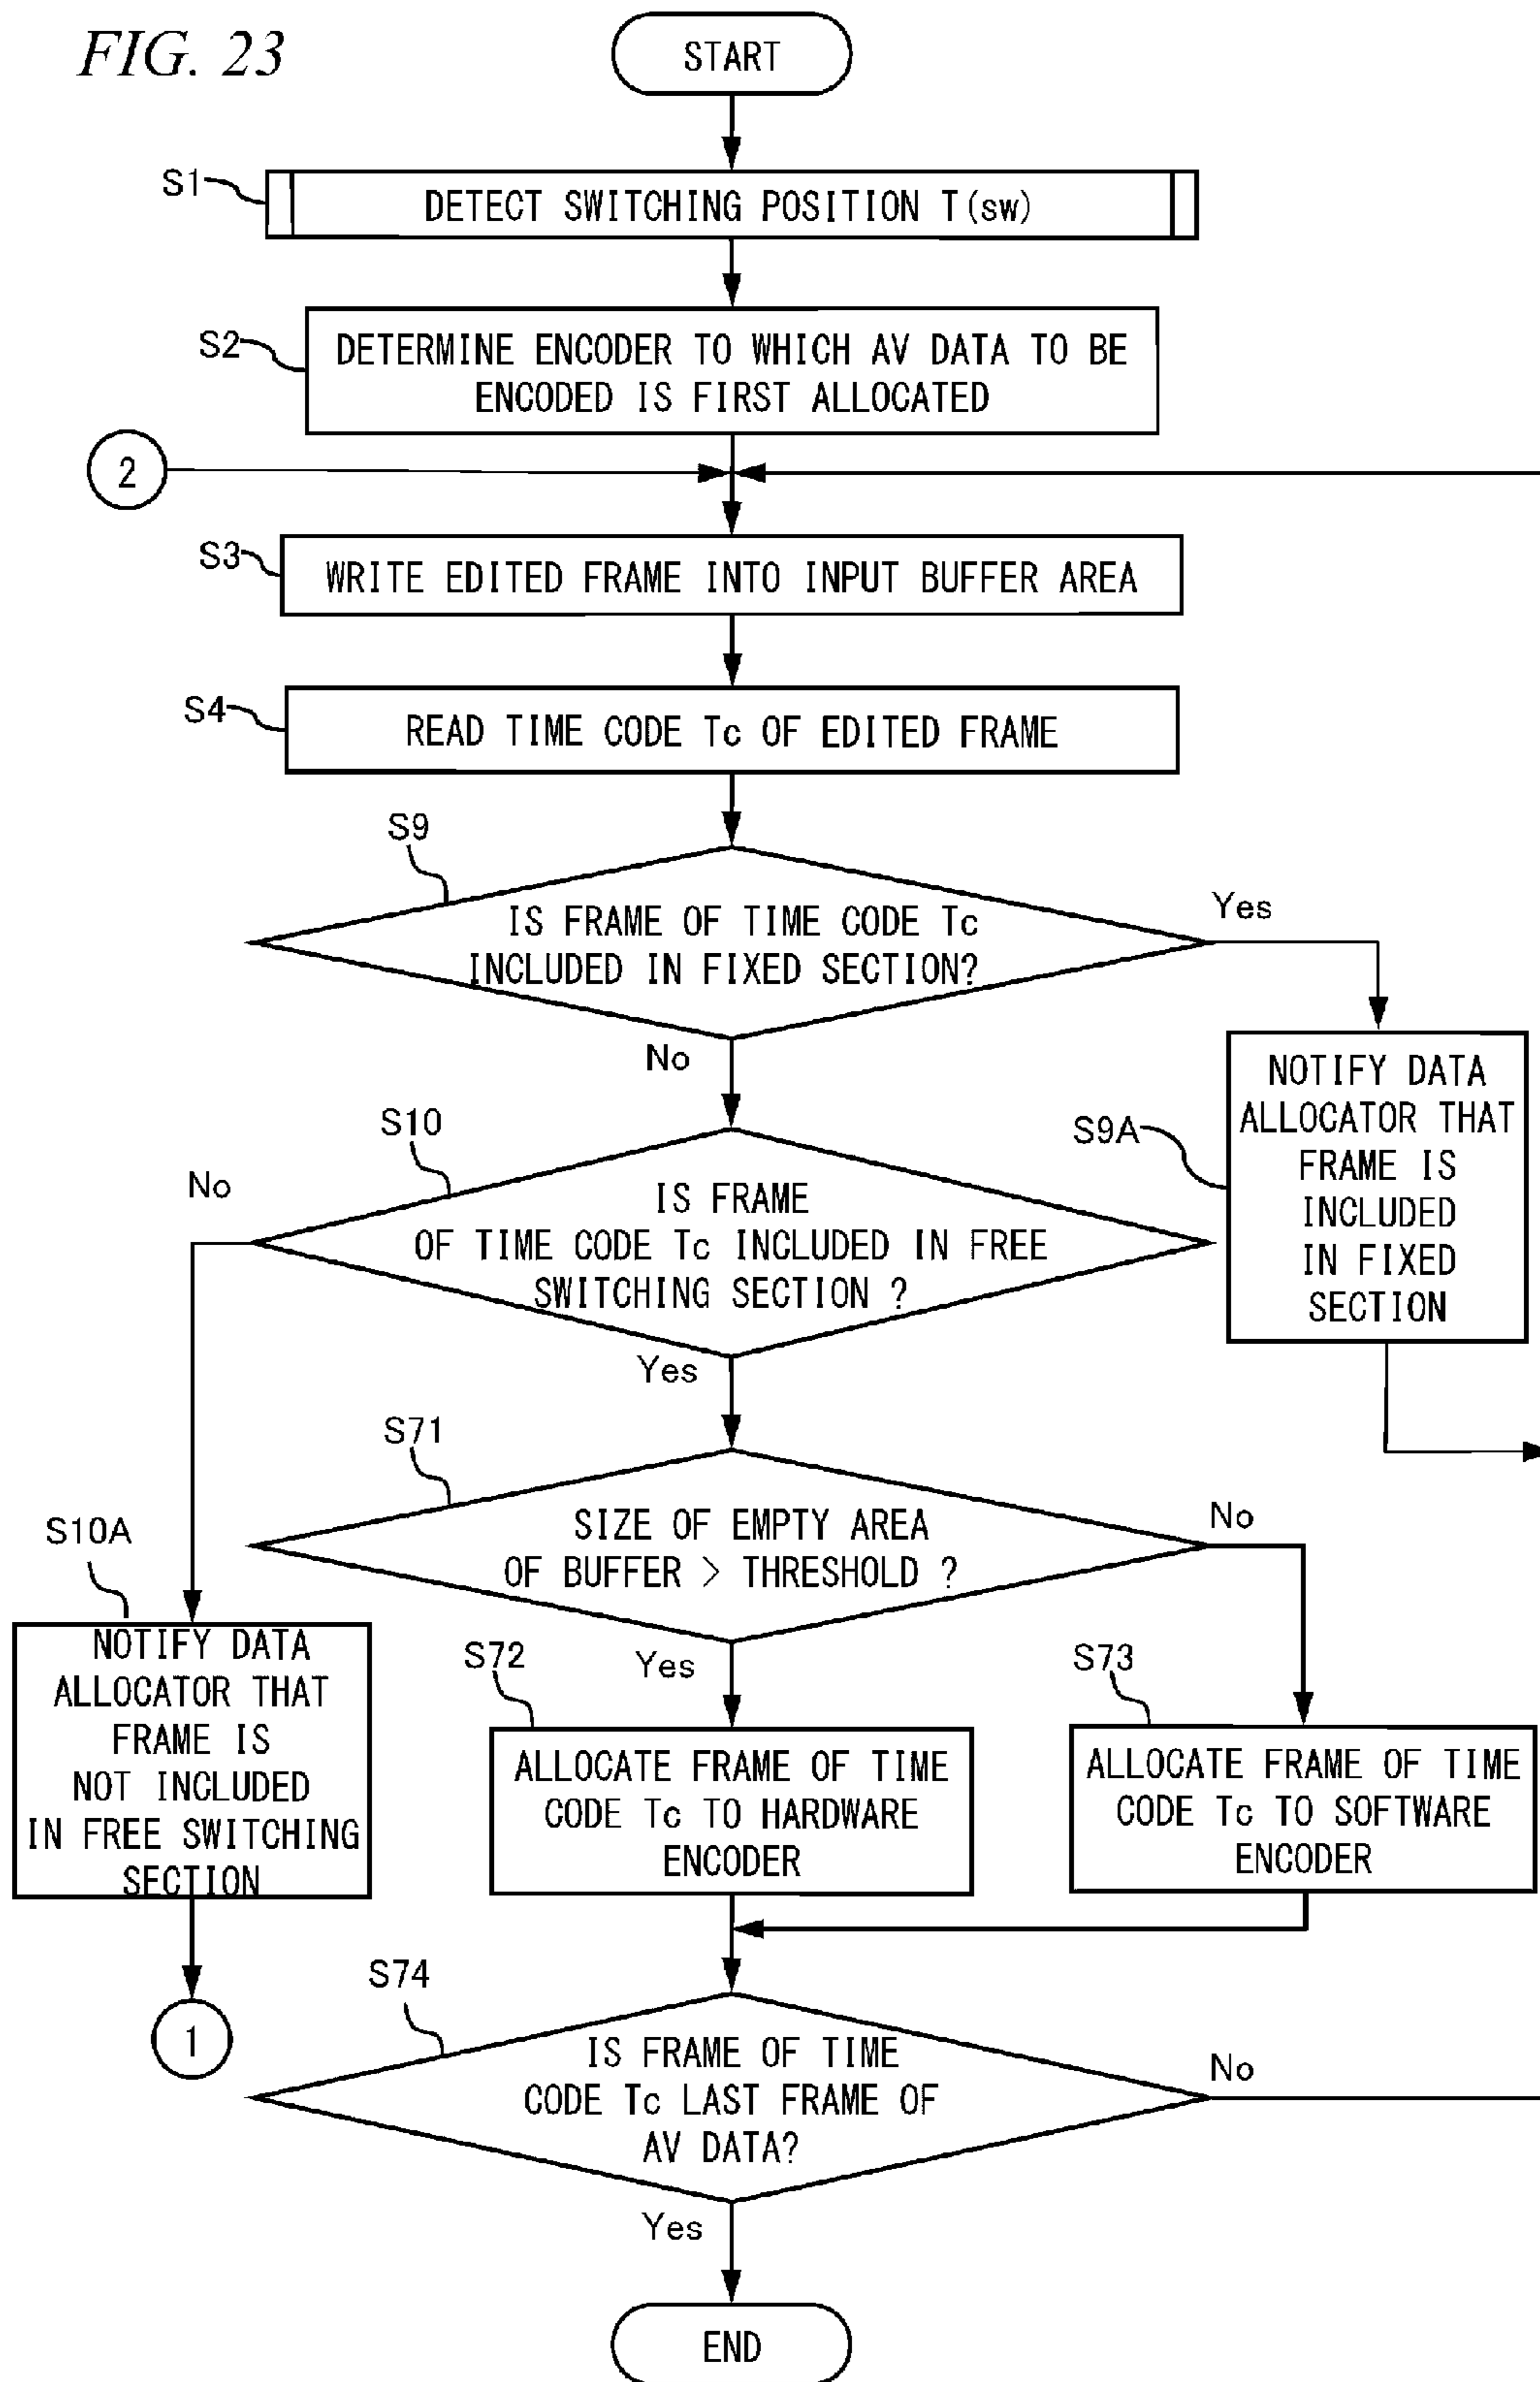 FIG. 23
START
S1
DETECT SWITCHING POSITION T(sw)
S2
DETERMINE ENCODER TO WHICH AV DATA TO BE
ENCODED IS FIRST ALLOCATED
2
S3
WRITE EDITED FRAME INTO INPUT BUFFER AREA
S4
READ TIME CODE Tc OF EDITED FRAME
S9
IS FRAME OF TIME CODE Tc
INCLUDED IN FIXED SECTION?
Yes
No
S9A
NOTIFY DATA
ALLOCATOR THAT
FRAME IS
INCLUDED
IN FIXED
SECTION
S10
No
IS FRAME
OF TIME CODE Tc INCLUDED IN FREE
SWITCHING SECTION ?
Yes
S71
SIZE OF EMPTY AREA
OF BUFFER > THRESHOLD ?
No
Yes
S10A
NOTIFY DATA
ALLOCATOR THAT
FRAME IS
NOT INCLUDED
IN FREE SWITCHING
SECTION
S72
ALLOCATE FRAME OF TIME
CODE Tc TO HARDWARE
ENCODER
S73
ALLOCATE FRAME OF TIME
CODE Tc TO SOFTWARE
ENCODER
1
S74
IS FRAME OF TIME
CODE Tc LAST FRAME OF
AV DATA?
No
Yes
END